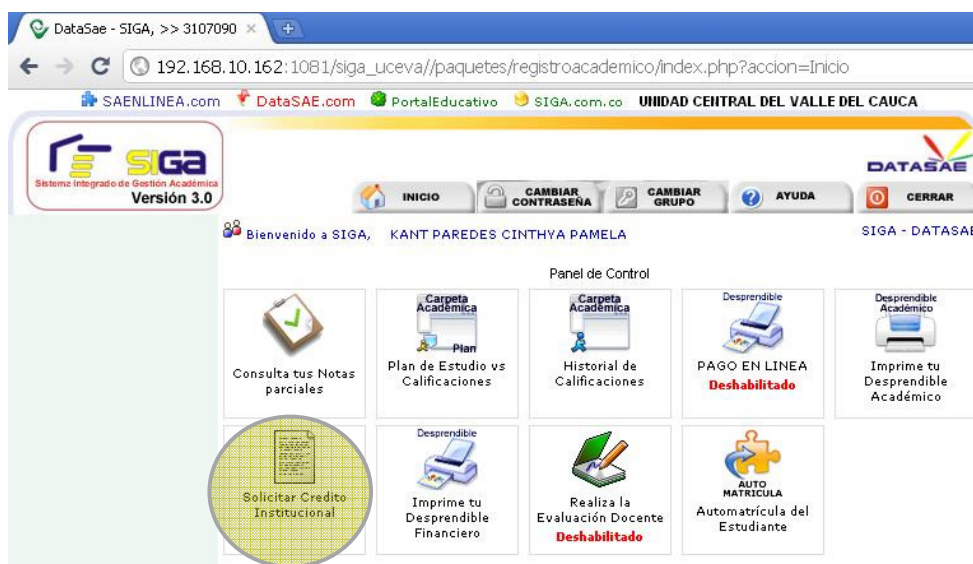 DataSae - SIGA, >> 3107090
192.168.10.162:1081/siga_uceva//paquetes/registroacademico/index.php?accion=Inicio
SAENLINEA.com DataSAE.com PortalEducativo SIGA.com.co UNIDAD CENTRAL DEL VALLE DEL CAUCA
SIGa
Sistema Integrado de Gestión Académica
Versión 3.0
DATASAE
INICIO
CAMBIAR
CONTRASEÑA
CAMBIAR
GRUPO
AYUDA
CERRAR
Bienvenido a SIGA, KANT PAREDES CINTHYA PAMELA
SIGA - DATASAE
Panel de Control
Consulta tus Notas
parciales
Carpeta
Académica
Plan
Plan de Estudio vs
Calificaciones
Carpeta
Académica
Historial de
Calificaciones
Desprendible
PAGO EN LINEA
Deshabilitado
Desprendible
Académico
Imprime tu
Desprendible
Académico
Solicitar Credito
Institucional
Desprendible
Imprime tu
Desprendible
Financiero
Realiza la
Evaluación Docente
Deshabilitado
AUTO
MATRICULA
Automatrícula del
Estudiante